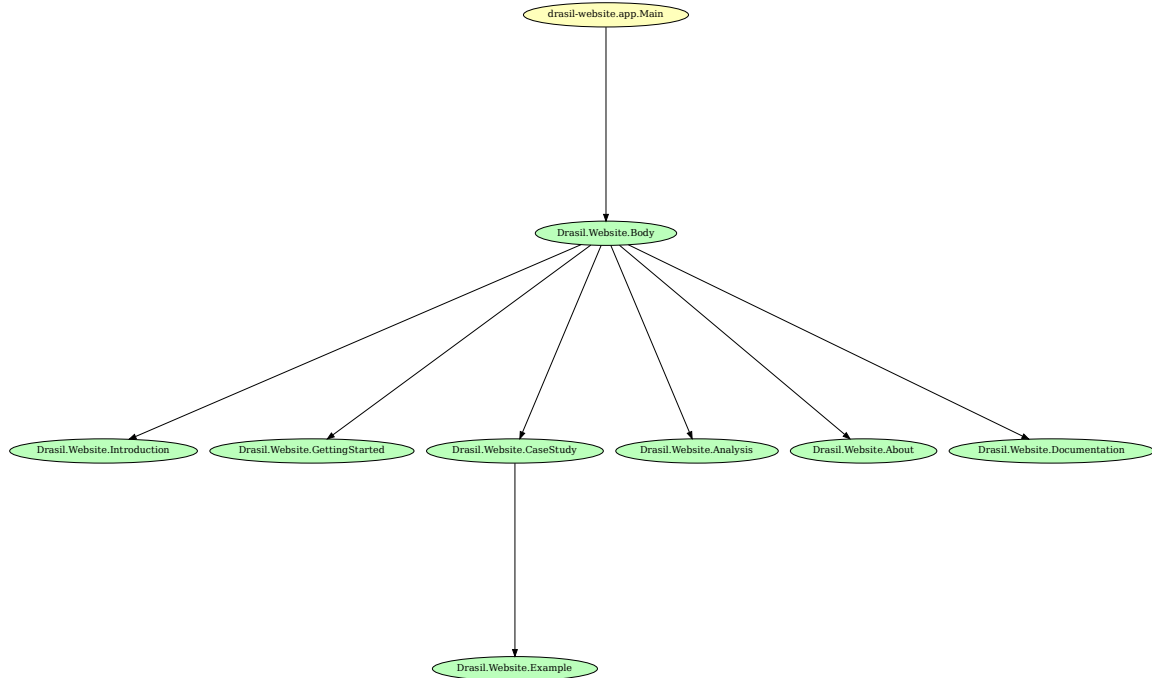 drasil-website.app.Main
Drasil.Website.Body
Drasil.Website.Introduction
Drasil.Website.GettingStarted
Drasil.Website.CaseStudy
Drasil.Website.Analysis
Drasil.Website.About
Drasil.Website.Documentation
Drasil.Website.Example